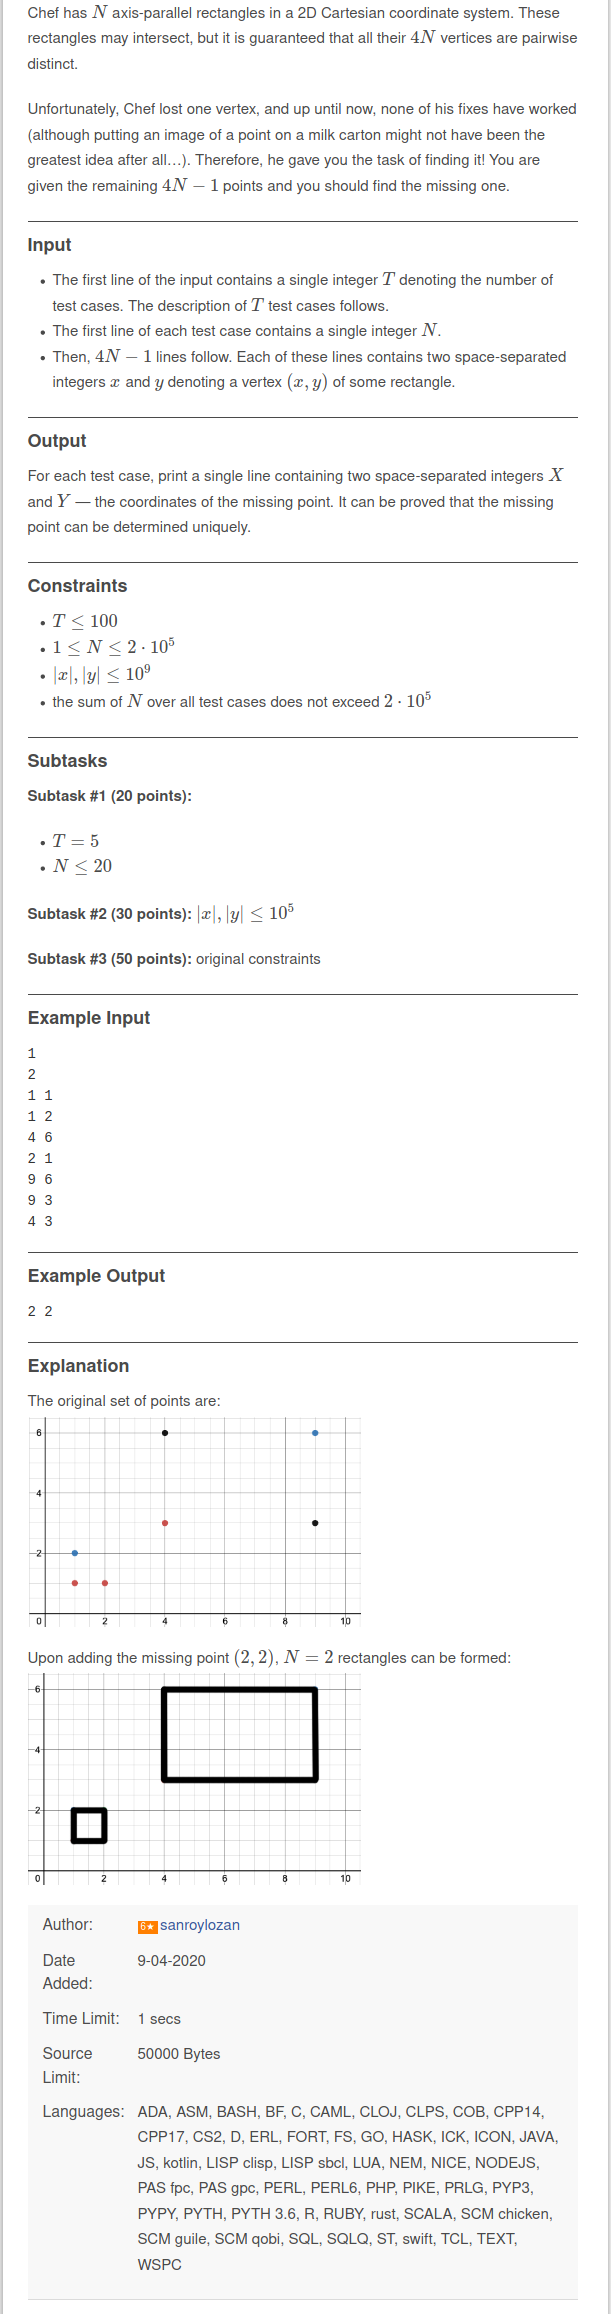 Chef has N axis-parallel rectangles in a 2D Cartesian coordinate system. These
rectangles may intersect, but it is guaranteed that all their 4N vertices are pairwise
distinct.
Unfortunately, Chef lost one vertex, and up until now, none of his fixes have worked
(although putting an image of a point on a milk carton might not have been the
greatest idea after all…). Therefore, he gave you the task of finding it! You are
given the remaining 4N − 1 points and you should find the missing one.
Input
• The first line of the input contains a single integer T denoting the number of
test cases. The description of T test cases follows.
• The first line of each test case contains a single integer N.
• Then, 4N − 1 lines follow. Each of these lines contains two space-separated
integers x and y denoting a vertex (x, y) of some rectangle.
Output
For each test case, print a single line containing two space-separated integers X
and Y — the coordinates of the missing point. It can be proved that the missing
point can be determined uniquely.
Constraints
• T ≤ 100
• 1 ≤ N ≤ 2 · 10⁵
• |x|, |y| ≤ 10⁹
• the sum of N over all test cases does not exceed 2 · 10⁵
Subtasks
Subtask #1 (20 points):
• T = 5
• N ≤ 20
Subtask #2 (30 points): |x|, |y| ≤ 10⁵
Subtask #3 (50 points): original constraints
Example Input
1
2
1 1
1 2
4 6
2 1
9 6
9 3
4 3
Example Output
2 2
Explanation
The original set of points are:
6
4
2
0 2 4 6 8 10
Upon adding the missing point (2, 2), N = 2 rectangles can be formed:
6
4
2
0 2 4 6 8 10
Author: 6★ sanroylozan
Date Added: 9-04-2020
Time Limit: 1 secs
Source Limit: 50000 Bytes
Languages: ADA, ASM, BASH, BF, C, CAML, CLOJ, CLPS, COB, CPP14,
CPP17, CS2, D, ERL, FORT, FS, GO, HASK, ICK, ICON, JAVA,
JS, kotlin, LISP clisp, LISP sbcl, LUA, NEM, NICE, NODEJS,
PAS fpc, PAS gpc, PERL, PERL6, PHP, PIKE, PRLG, PYP3,
PYPY, PYTH, PYTH 3.6, R, RUBY, rust, SCALA, SCM chicken,
SCM guile, SCM qobi, SQL, SQLQ, ST, swift, TCL, TEXT,
WSPC